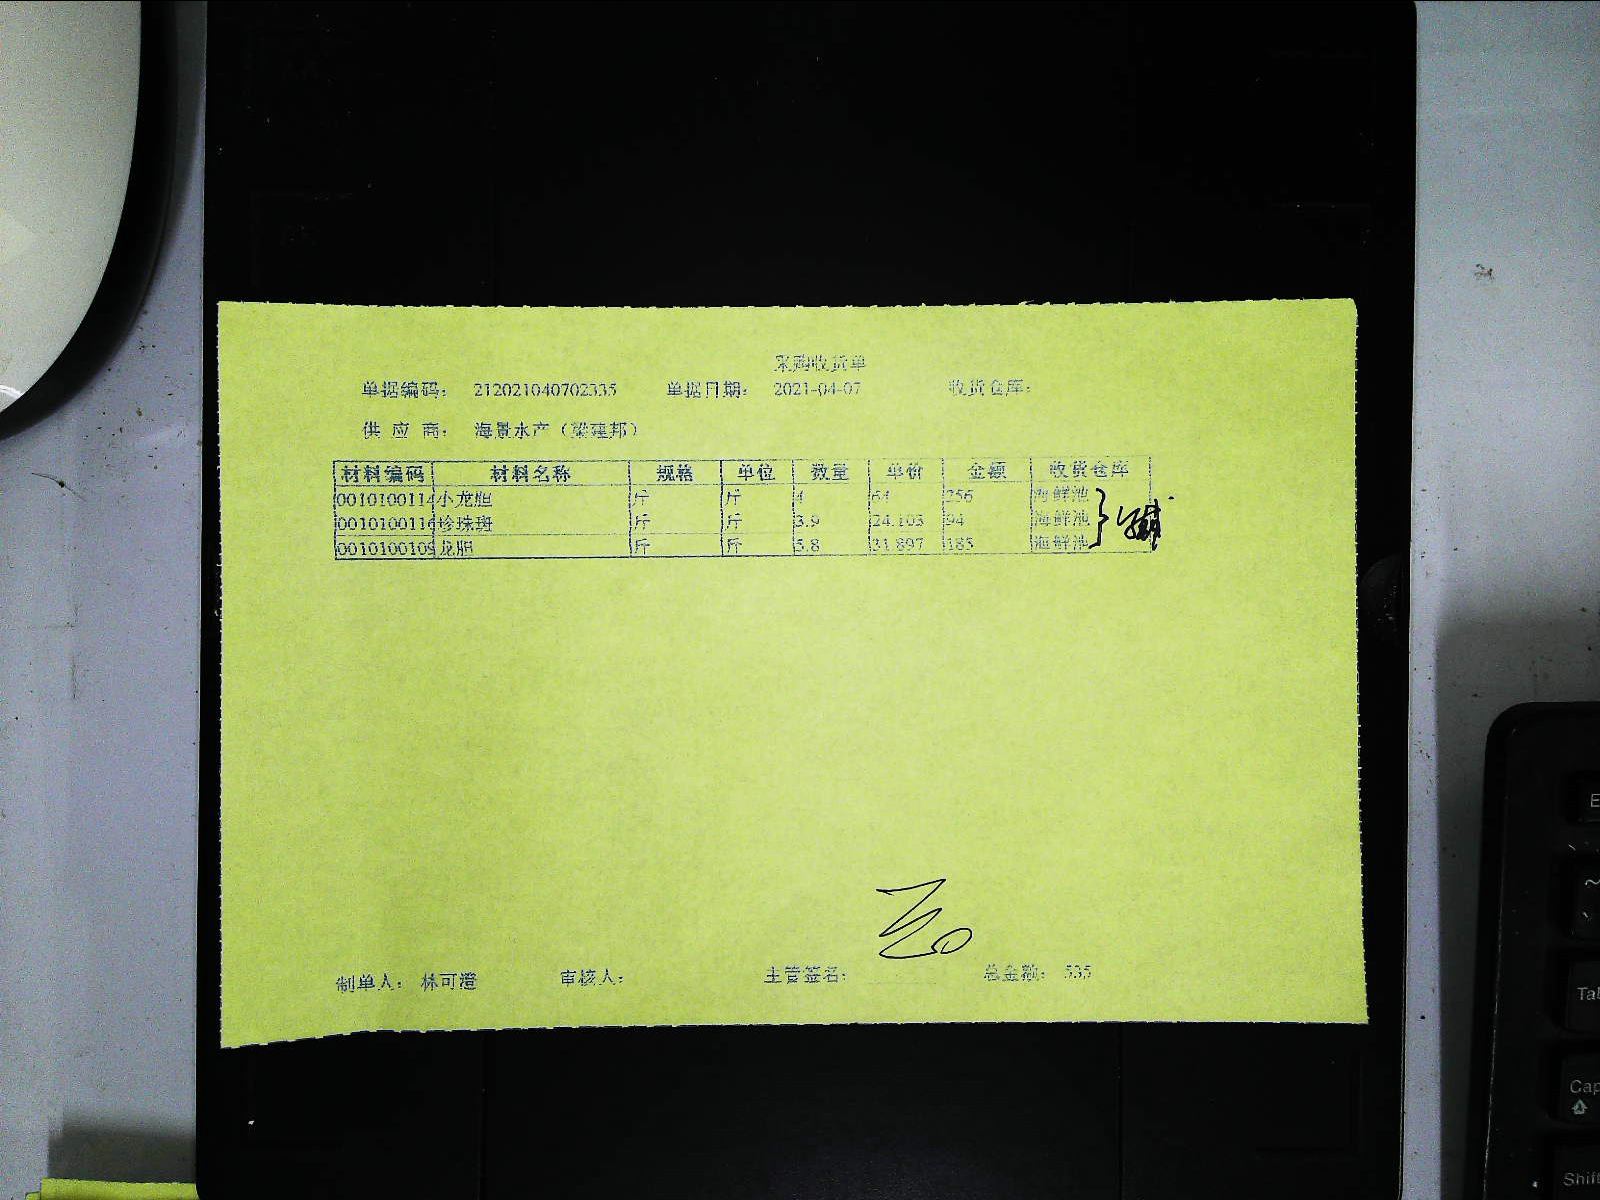 采购收货单
单据编码： 212021040702335 单据日期： 2021-04-07 收货仓库：
供 应 商： 海景水产（梁建邦）
材料编码 材料名称 规格 单位 数量 单价 金额 收货仓库
0010100114 小龙胆 斤 斤 4 64 256 海鲜池
0010100116 珍珠斑 斤 斤 3.9 24.103 94 海鲜池
0010100109 龙胆 斤 斤 5.8 31.897 185 海鲜池
制单人： 林可澄 审核人： 主管签名： 总金额： 535
Tab
Cap
Shift